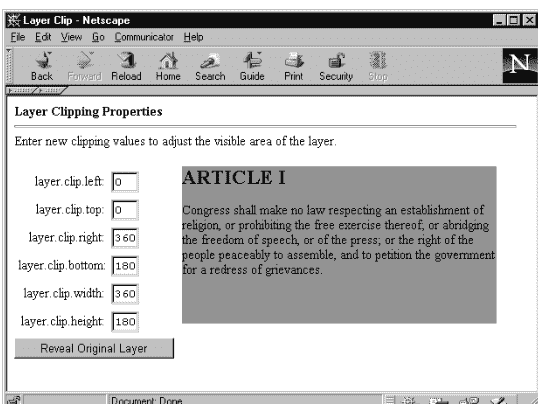 Layer Clip - Netscape
File Edit View Go Communicator Help
Back Forward Reload Home Search Guide Print Security Stop
N
Layer Clipping Properties
Enter new clipping values to adjust the visible area of the layer.
layer.clip.left: 0
layer.clip.top: 0
layer.clip.right: 360
layer.clip.bottom: 180
layer.clip.width: 360
layer.clip.height: 180
Reveal Original Layer
ARTICLE I
Congress shall make no law respecting an establishment of
religion, or prohibiting the free exercise thereof; or abridging
the freedom of speech, or of the press; or the right of the
people peaceably to assemble, and to petition the government
for a redress of grievances.
Document: Done